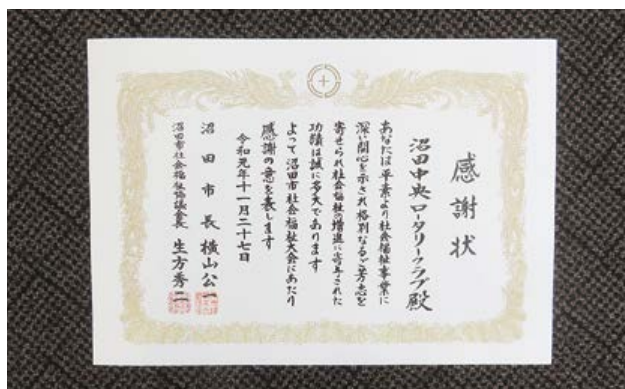 感謝状
沼田中央ロータリークラブ殿
あなたは平素より社会福祉事業に
深い関心を示され格別なるご芳志を
寄せられ社会福祉の増進に寄与された
功績は誠に多大であります
よって沼田市社会福祉大会にあたり
感謝の意を表します
令和元年十一月二十七日
沼田市長 横山公一
沼田市社会福祉協議会長 生方秀二